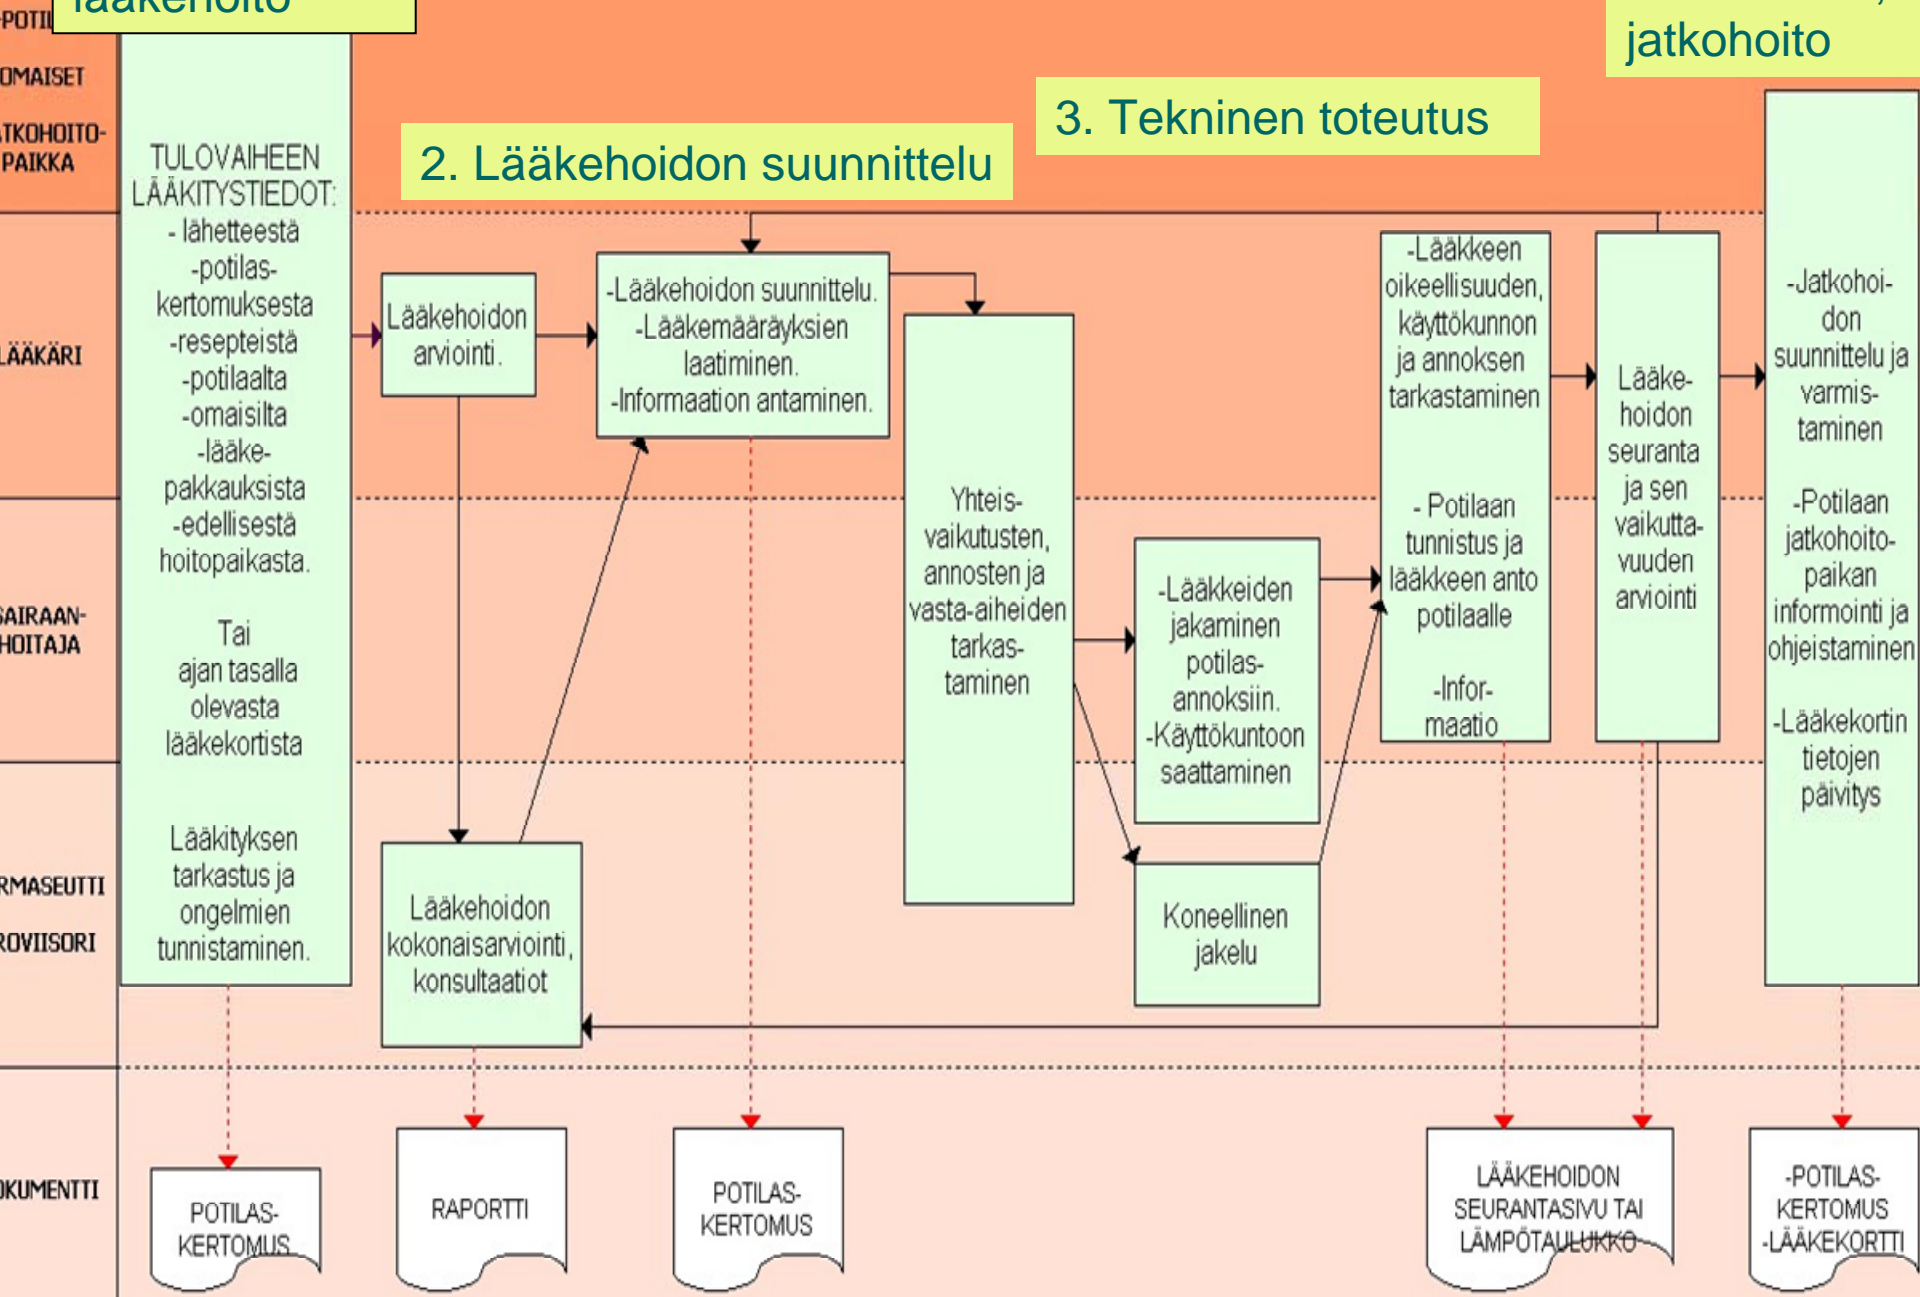 lääkehoito
jatkohoito
3. Tekninen toteutus
2. Lääkehoidon suunnittelu
-POTIL
OMAISET
ATKOHOITO-
PAIKKA
LÄÄKÄRI
SAIRAAN-
HOITAJA
RMASEUTTI
ROVIISORI
OKUMENTTI
TULOVAIHEEN
LÄÄKITYSTIEDOT:
- lähetteestä
-potilas-
kertomuksesta
-resepteistä
-potilaalta
-omaisilta
-lääke-
pakkauksista
-edellisestä
hoitopaikasta.
Tai
ajan tasalla
olevasta
lääkekortista
Lääkityksen
tarkastus ja
ongelmien
tunnistaminen.
Lääkehoidon
arviointi.
Lääkehoidon
kokonaisarviointi,
konsultaatiot
-Lääkehoidon suunnittelu.
-Lääkemääräyksien
laatiminen.
-Informaation antaminen.
Yhteis-
vaikutusten,
annosten ja
vasta-aiheiden
tarkas-
taminen
-Lääkkeiden
jakaminen
potilas-
annoksiin.
-Käyttökuntoon
saattaminen
Koneellinen
jakelu
-Lääkkeen
oikeellisuuden,
käyttökunnon
ja annoksen
tarkastaminen
- Potilaan
tunnistus ja
lääkkeen anto
potilaalle
-Infor-
maatio
Lääke-
hoidon
seuranta
ja sen
vaikutta-
vuuden
arviointi
-Jatkohoi-
don
suunnittelu ja
varmis-
taminen
-Potilaan
jatkohoito-
paikan
informointi ja
ohjeistaminen
-Lääkekortin
tietojen
päivitys
POTILAS-
KERTOMUS
RAPORTTI
POTILAS-
KERTOMUS
LÄÄKEHOIDON
SEURANTASIVU TAI
LÄMPÖTAULUKKO
-POTILAS-
KERTOMUS
-LÄÄKEKORTTI